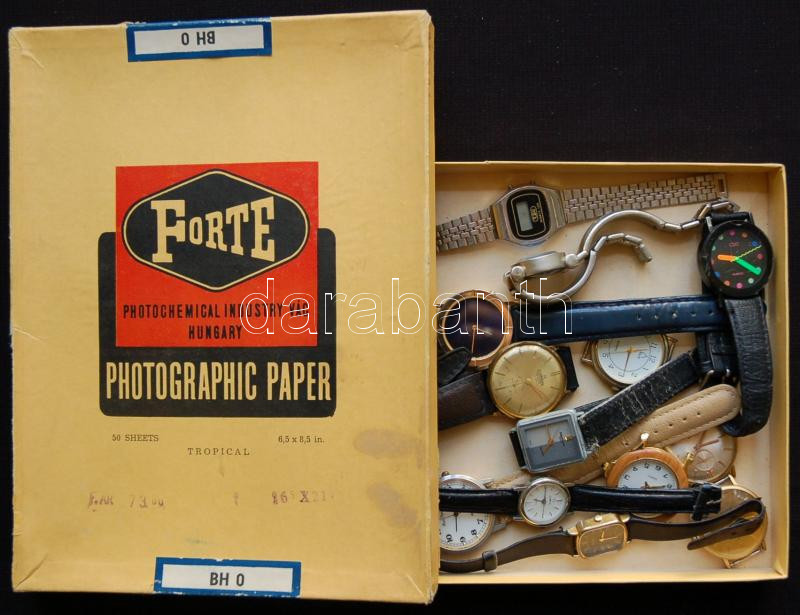 BH 0
FORTE
PHOTOCHEMICAL INDUSTRY VAC
HUNGARY
PHOTOGRAPHIC PAPER
50 SHEETS 6,5 x 8,5 in.
TROPICAL
BH 0
darabanth